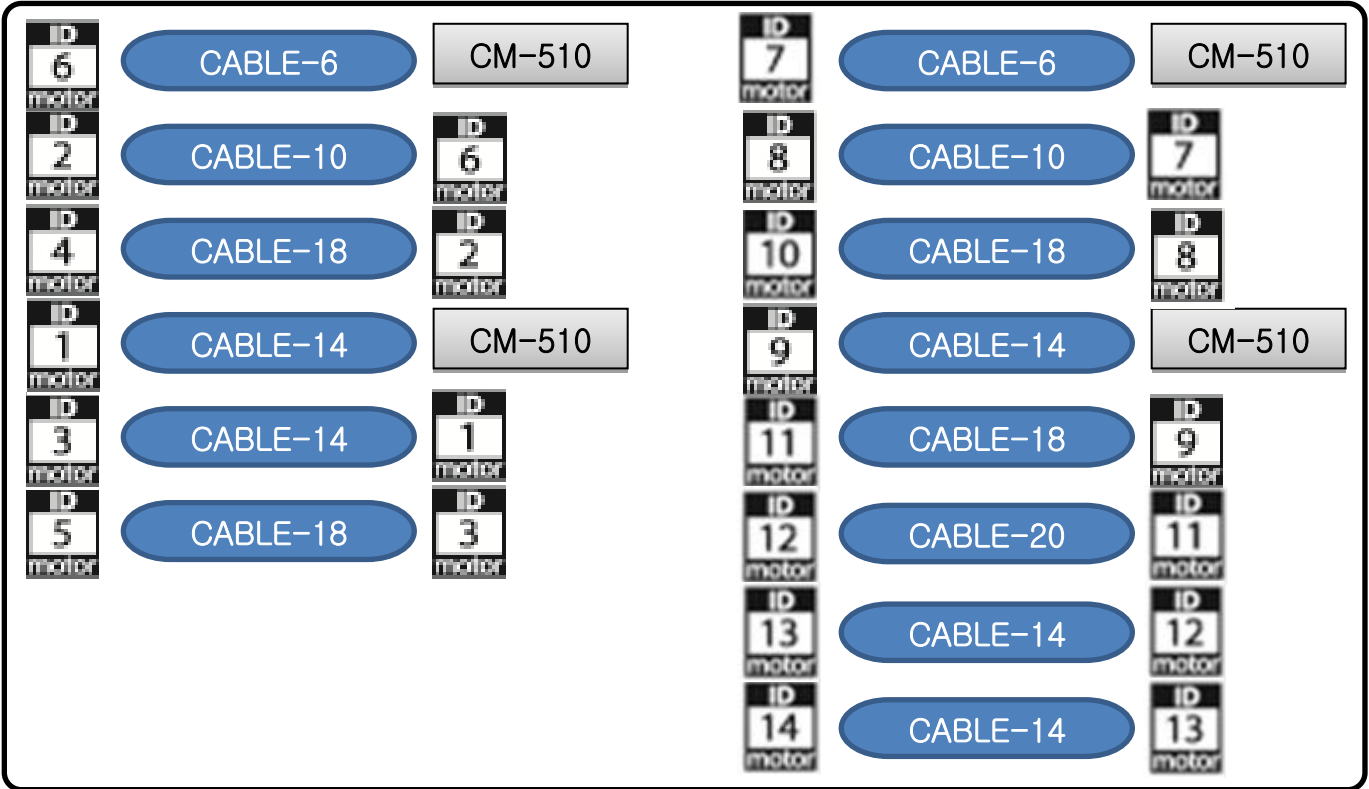 ID
6
motor
CABLE-6
CM-510
ID
2
motor
CABLE-10
ID
6
motor
ID
4
motor
CABLE-18
ID
2
motor
ID
1
motor
CABLE-14
CM-510
ID
3
motor
CABLE-14
ID
1
motor
ID
5
motor
CABLE-18
ID
3
motor
ID
7
motor
CABLE-6
CM-510
ID
8
motor
CABLE-10
ID
7
motor
ID
10
motor
CABLE-18
ID
8
motor
ID
9
motor
CABLE-14
CM-510
ID
11
motor
CABLE-18
ID
9
motor
ID
12
motor
CABLE-20
ID
11
motor
ID
13
motor
CABLE-14
ID
12
motor
ID
14
motor
CABLE-14
ID
13
motor